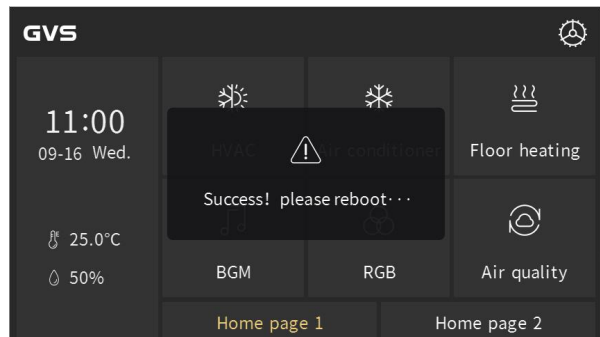 GVS
11:00
09-16 Wed.
25.0°C
50%
HVAC
Air conditioner
Floor heating
Success! please reboot···
BGM
RGB
Air quality
Home page 1
Home page 2